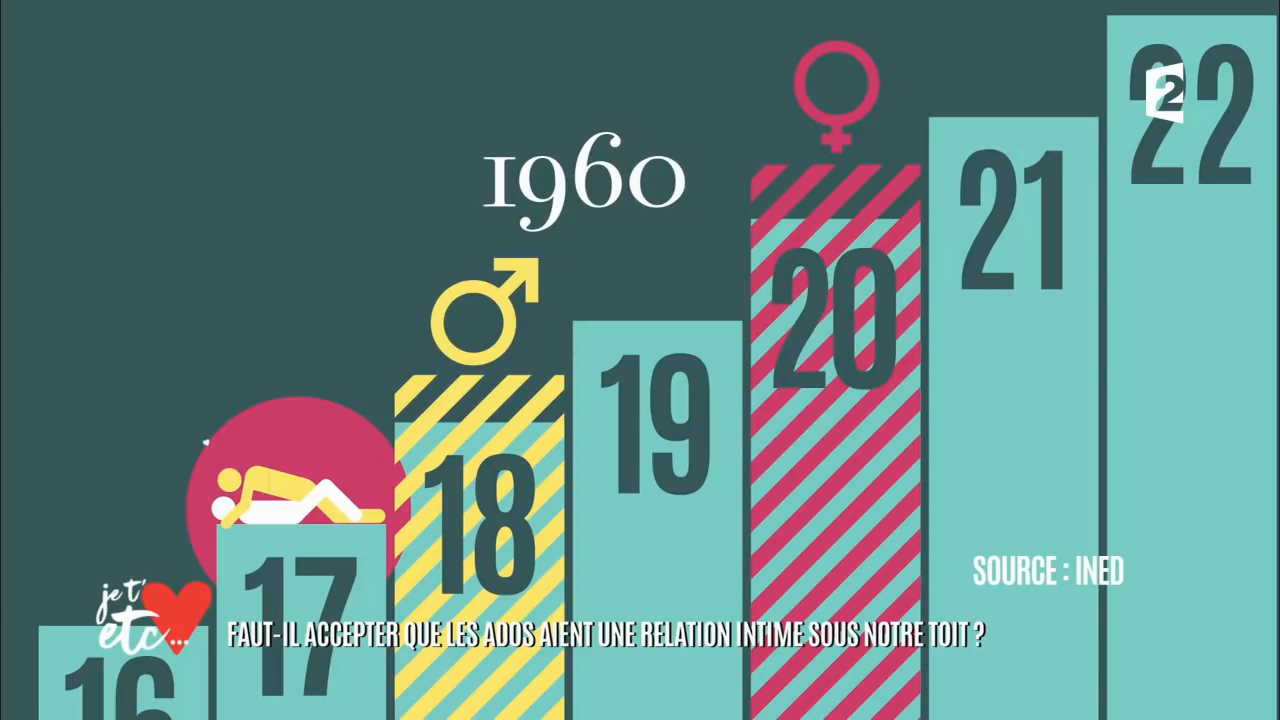 22
2
21
1960
20
19
18
17
SOURCE : INED
je t'
etc...
FAUT-IL ACCEPTER QUE LES ADOS AIENT UNE RELATION INTIME SOUS NOTRE TOIT ?
16